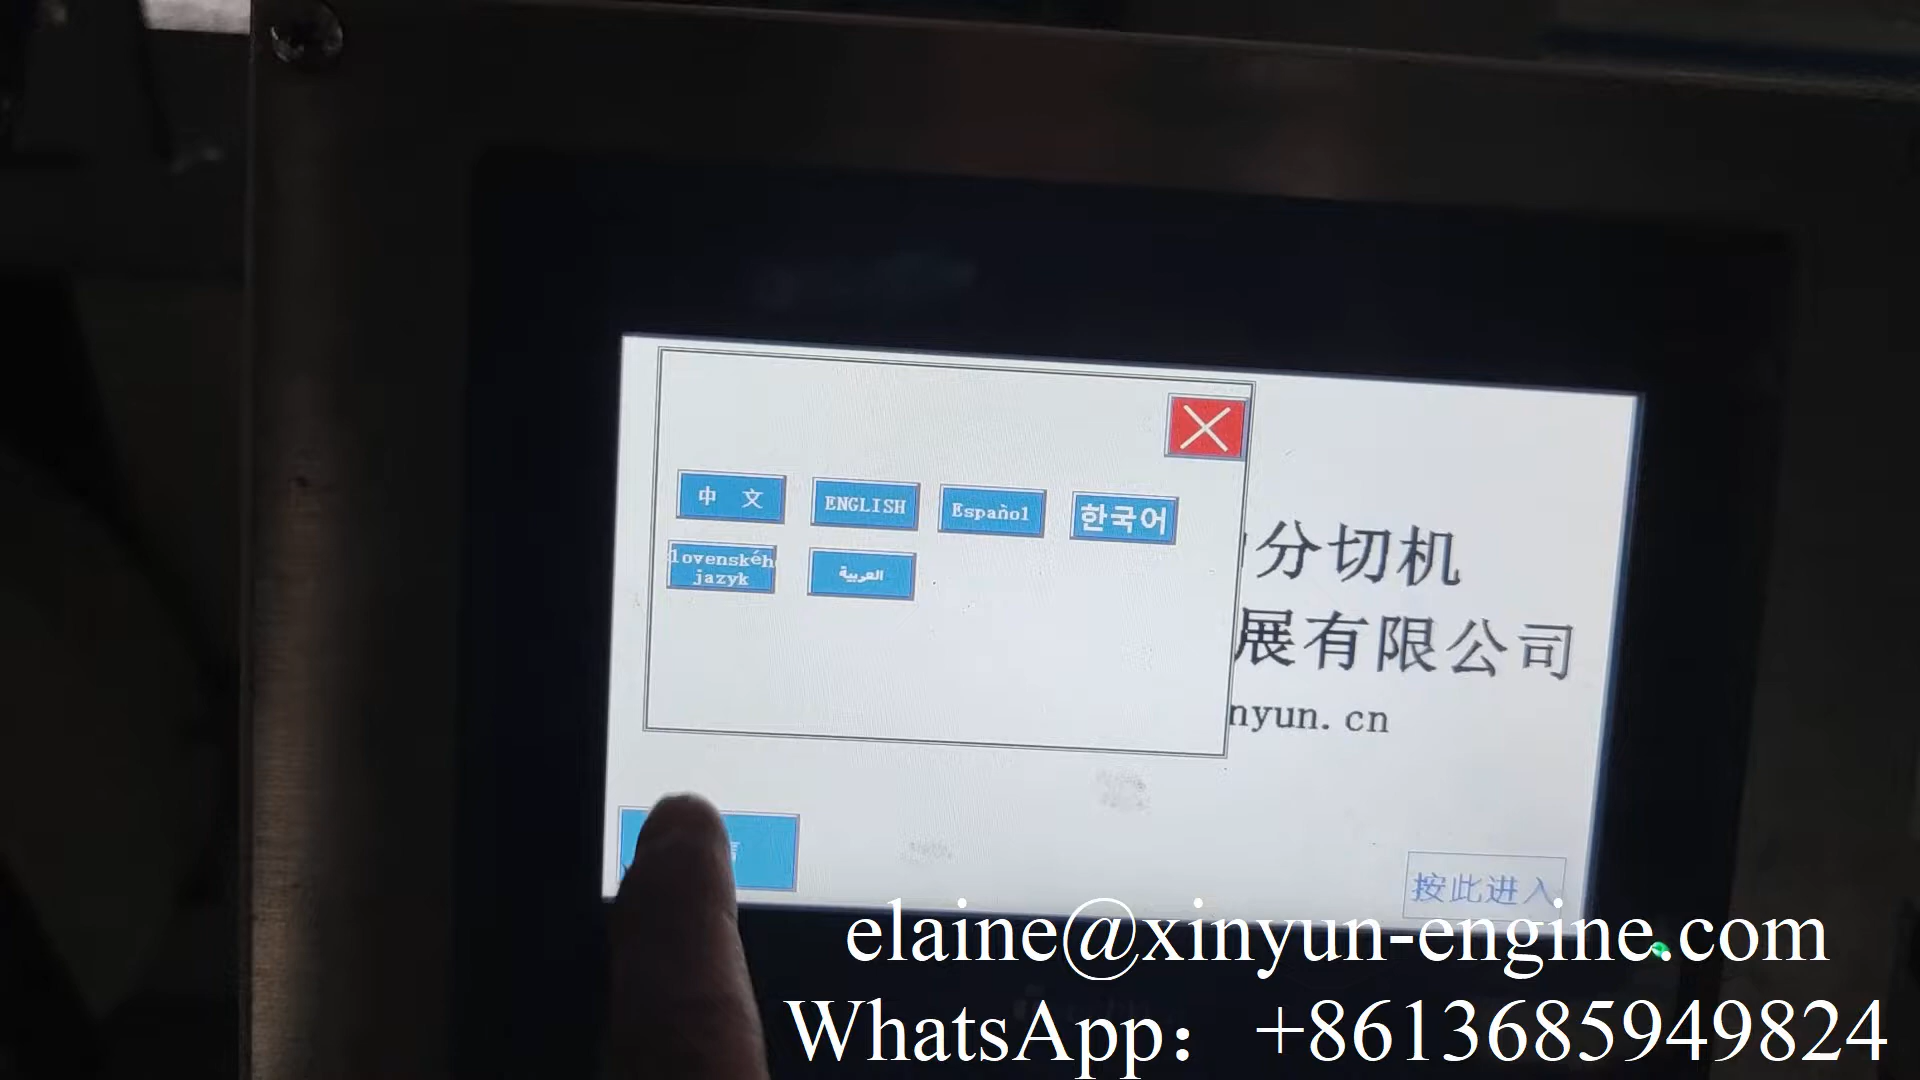 中 文
ENGLISH
Español
한국어
lovenskéh
jazyk
العربية
分切机
展有限公司
nyun.cn
按此进入
elaine@xinyun-engine.com
WhatsApp： +8613685949824